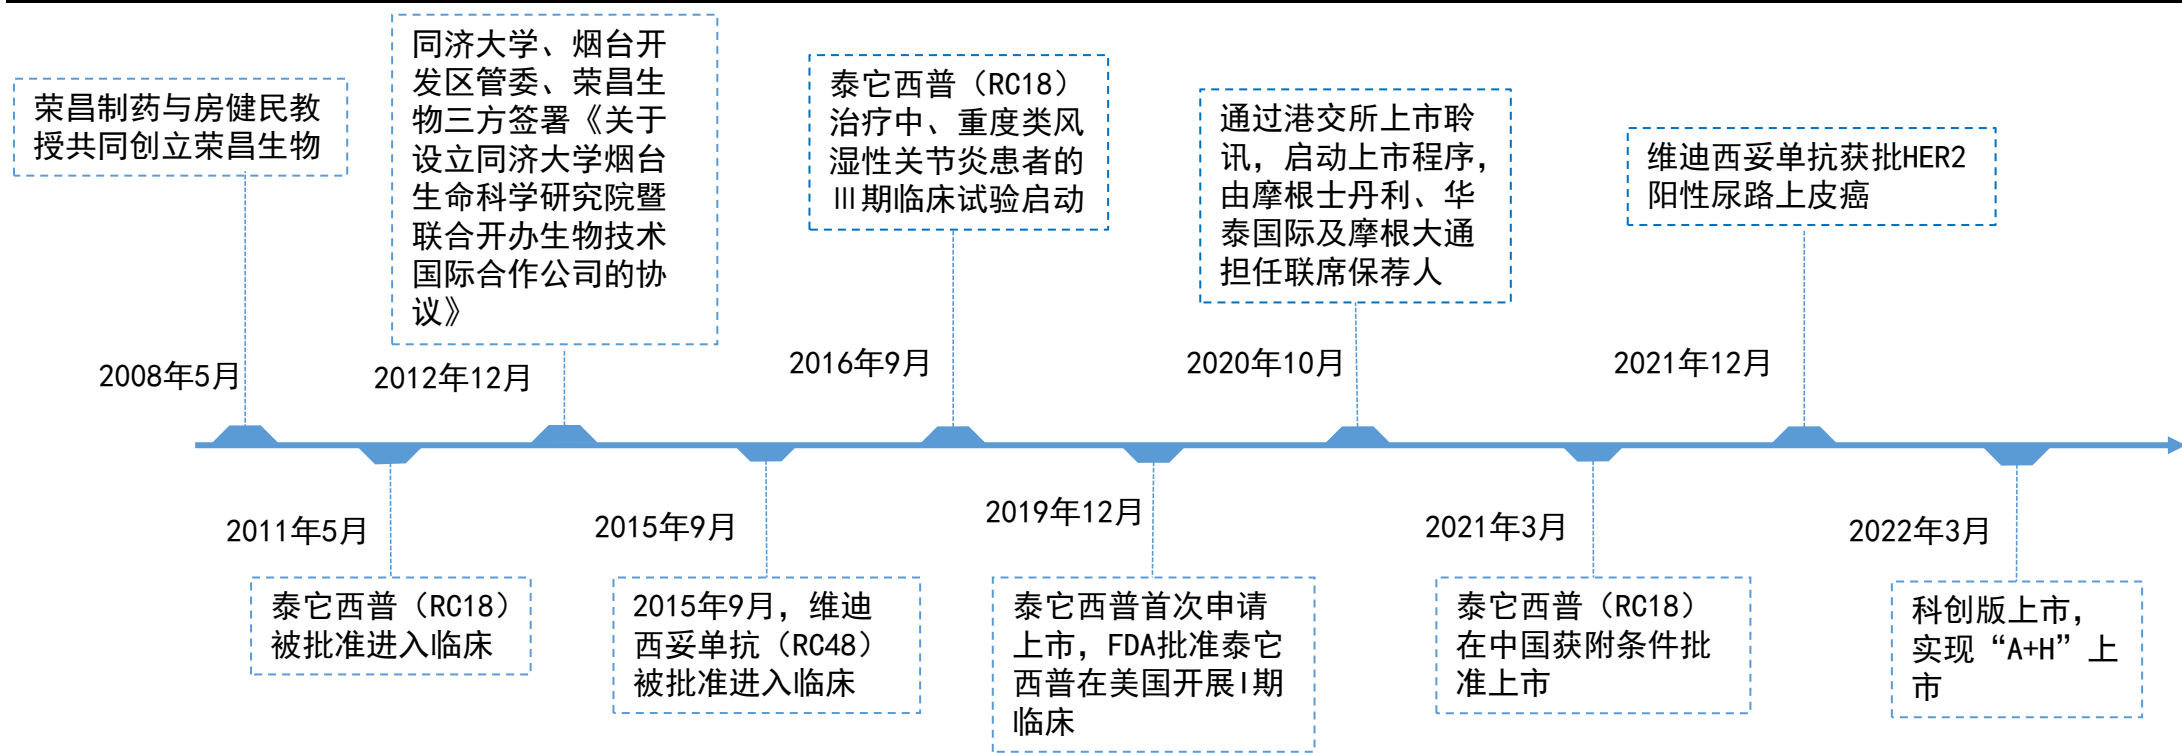 荣昌制药与房健民教
授共同创立荣昌生物
2008年5月
泰它西普（RC18）
被批准进入临床
2011年5月
同济大学、烟台开
发区管委、荣昌生
物三方签署《关于
设立同济大学烟台
生命科学研究院暨
联合开办生物技术
国际合作公司的协
议》
2012年12月
2015年9月
2015年9月，维迪
西妥单抗（RC48）
被批准进入临床
泰它西普（RC18）
治疗中、重度类风
湿性关节炎患者的
Ⅲ期临床试验启动
2016年9月
2019年12月
泰它西普首次申请
上市，FDA批准泰它
西普在美国开展I期
临床
通过港交所上市聆
讯，启动上市程序，
由摩根士丹利、华
泰国际及摩根大通
担任联席保荐人
2020年10月
2021年3月
泰它西普（RC18）
在中国获附条件批
准上市
维迪西妥单抗获批HER2
阳性尿路上皮癌
2021年12月
2022年3月
科创版上市，
实现“A+H”上
市